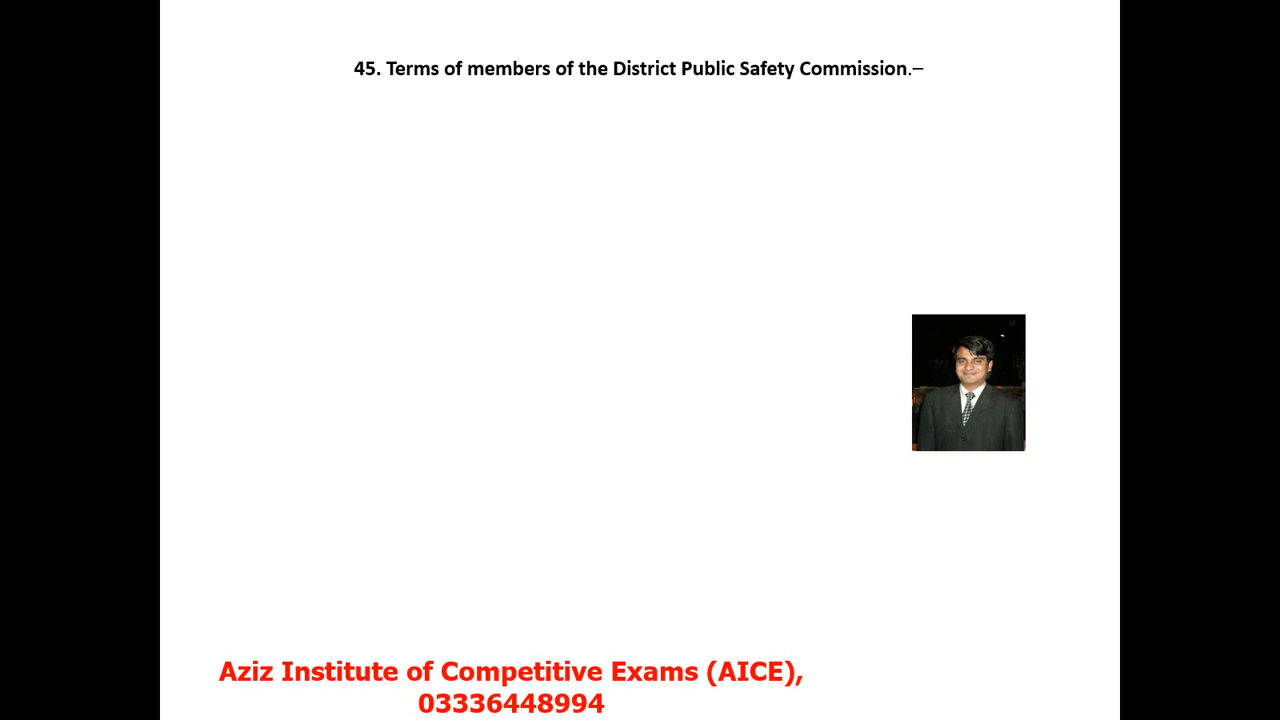 45. Terms of members of the District Public Safety Commission.–
Aziz Institute of Competitive Exams (AICE),
03336448994